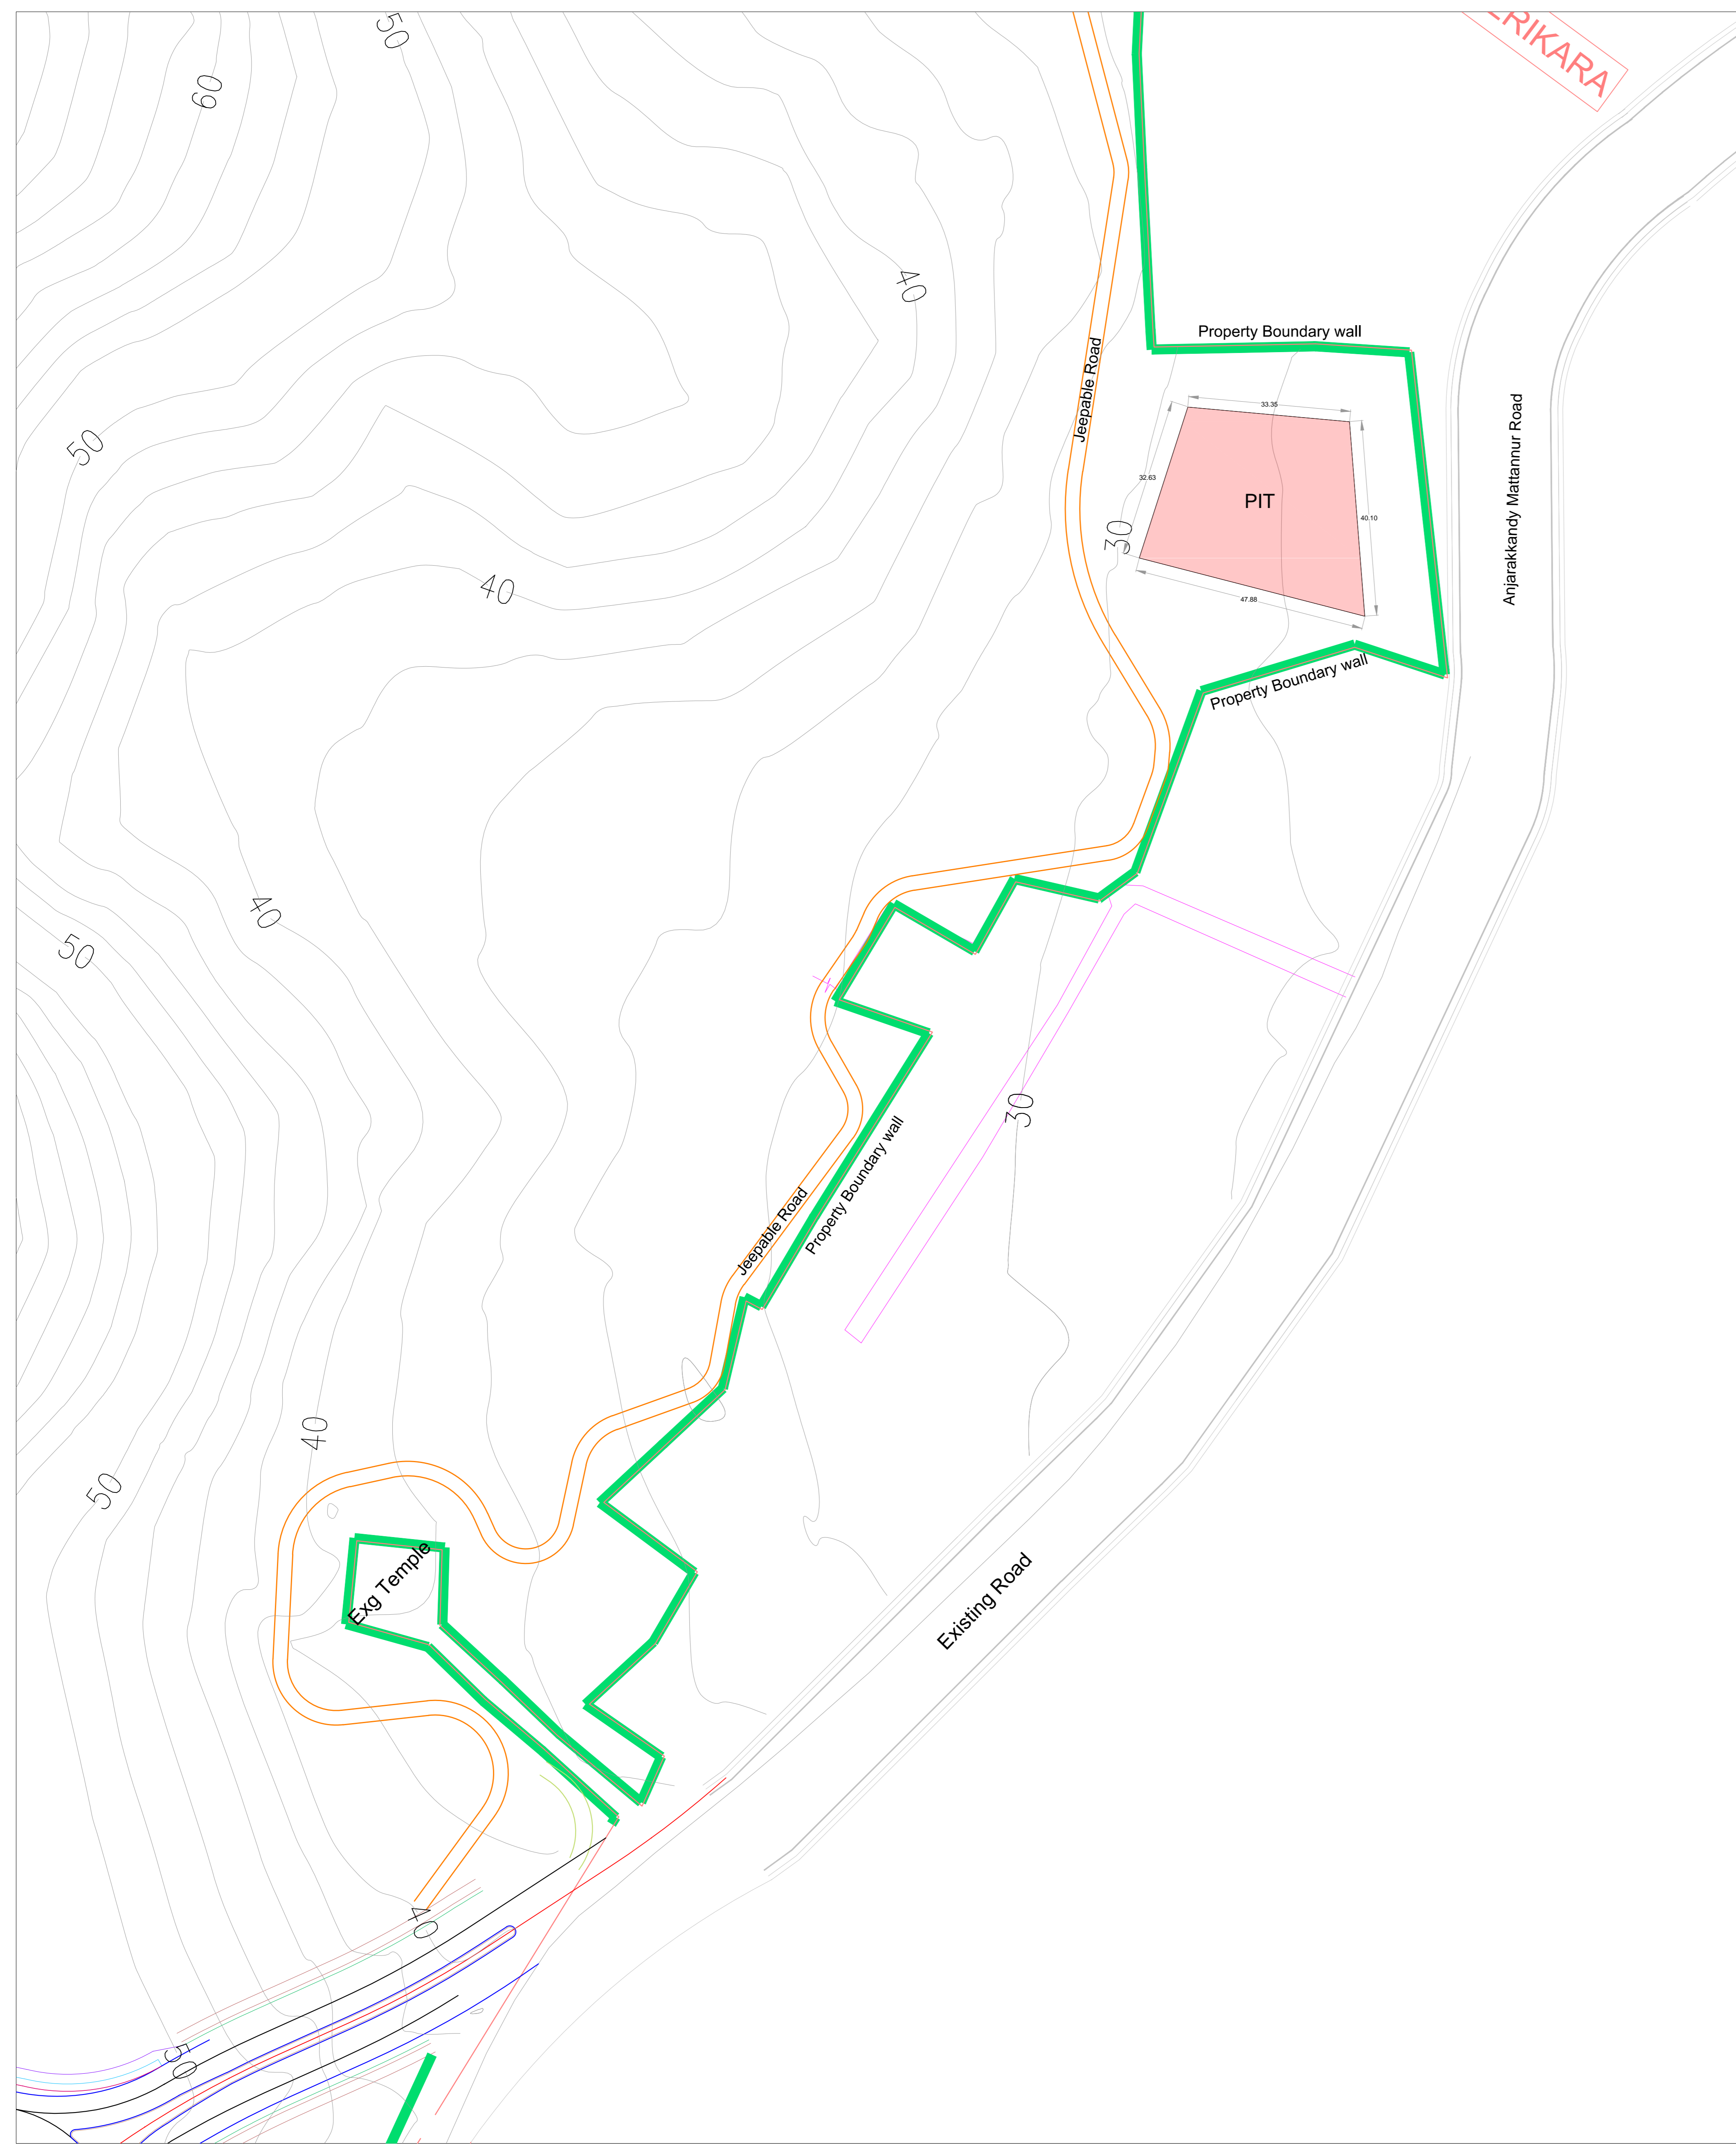 50
60
ERIKARA
40
Property Boundary wall
Jeepable Road
33.35
32.63
PIT
40.10
Anjarakkandy Mattannur Road
50
30
40
47.88
Property Boundary wall
40
50
30
Property Boundary wall
Jeepable Road
40
50
Exg Temple
Existing Road
40
50